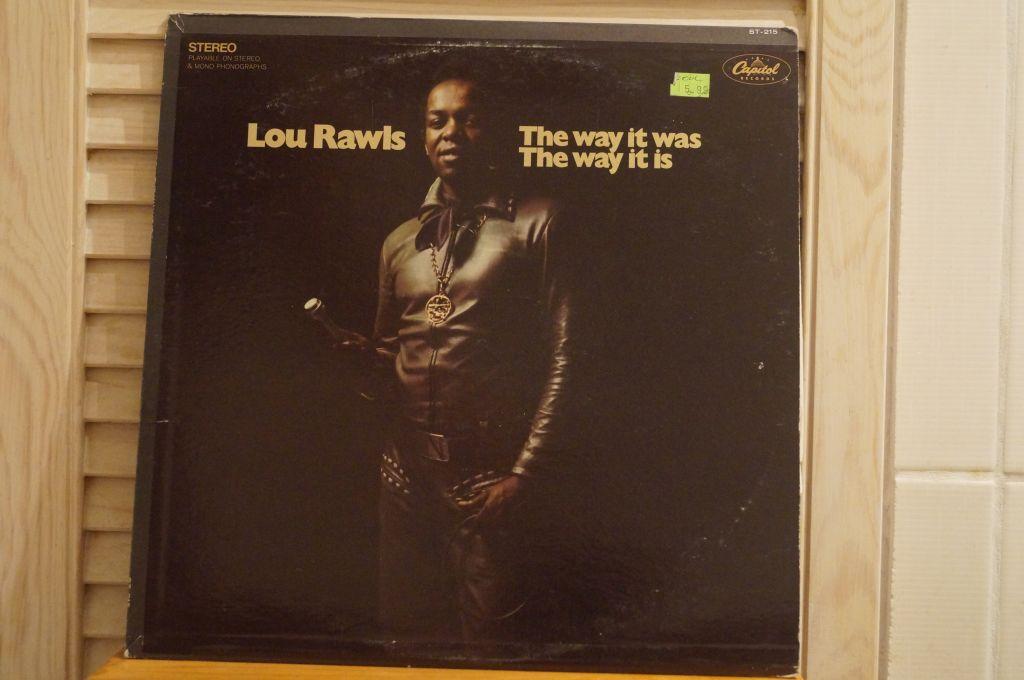 STEREO
PLAYABLE ON STEREO
& MONO PHONOGRAPHS
ST-215
Capitol
RECORDS
Lou Rawls
The way it was
The way it is